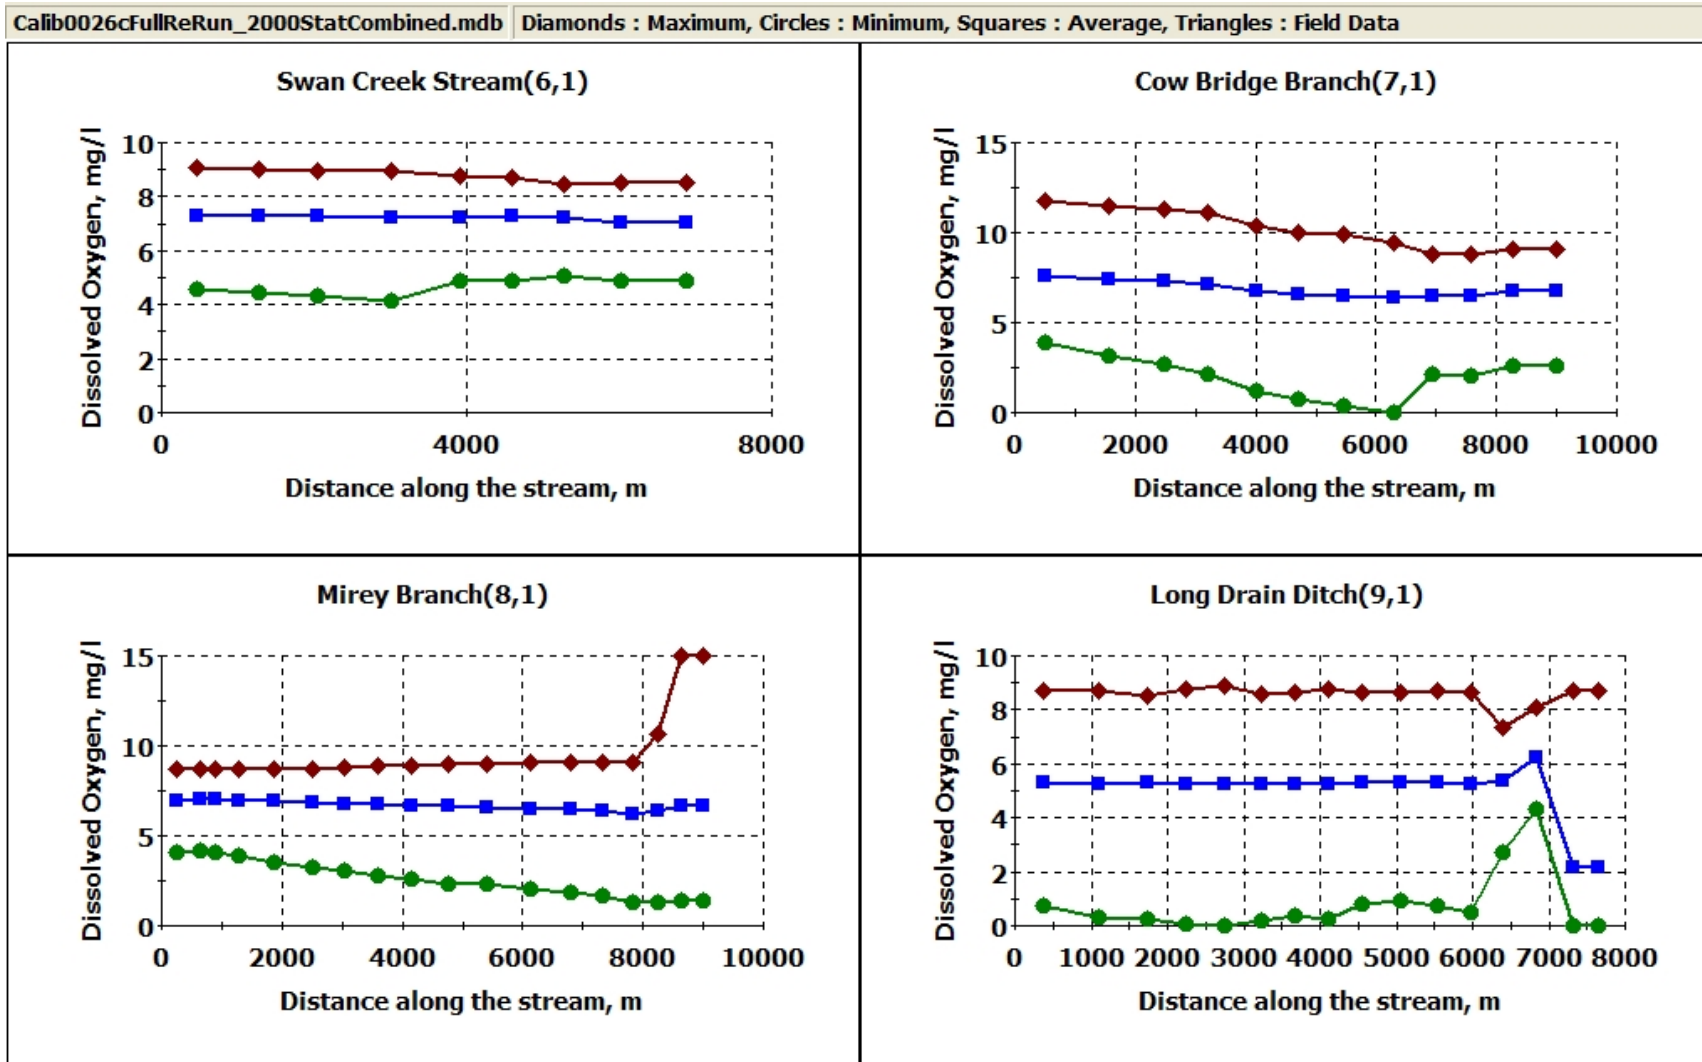 Calib0026cFullReRun_2000StatCombined.mdb Diamonds : Maximum, Circles : Minimum, Squares : Average, Triangles : Field Data
Swan Creek Stream(6,1)
Dissolved Oxygen, mg/l
10
8
6
4
2
0
0 4000 8000
Distance along the stream, m
Cow Bridge Branch(7,1)
Dissolved Oxygen, mg/l
15
10
5
0
0 2000 4000 6000 8000 10000
Distance along the stream, m
Mirey Branch(8,1)
Dissolved Oxygen, mg/l
15
10
5
0
0 2000 4000 6000 8000 10000
Distance along the stream, m
Long Drain Ditch(9,1)
Dissolved Oxygen, mg/l
10
8
6
4
2
0
0 1000 2000 3000 4000 5000 6000 7000 8000
Distance along the stream, m